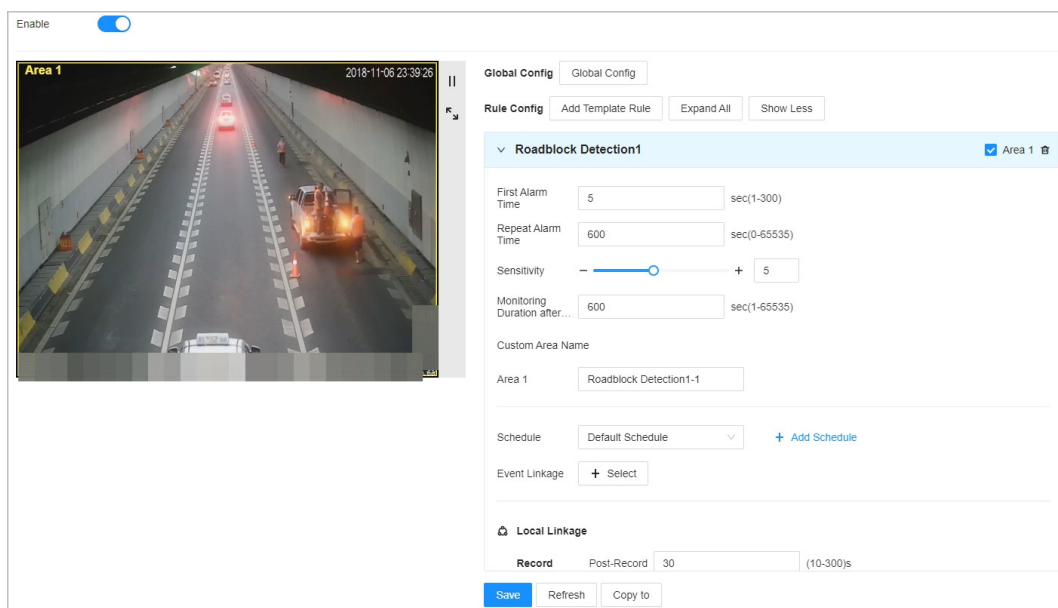 Enable
Area 1
2018-11-06 23:39:26
Global Config Global Config
Rule Config Add Template Rule Expand All Show Less
Roadblock Detection1 Area 1
First Alarm
Time
5 sec(1-300)
Repeat Alarm
Time
600 sec(0-65535)
Sensitivity − + 5
Monitoring
Duration after...
600 sec(1-65535)
Custom Area Name
Area 1 Roadblock Detection1-1
Schedule Default Schedule + Add Schedule
Event Linkage + Select
Local Linkage
Record Post-Record 30 (10-300)s
Save Refresh Copy to